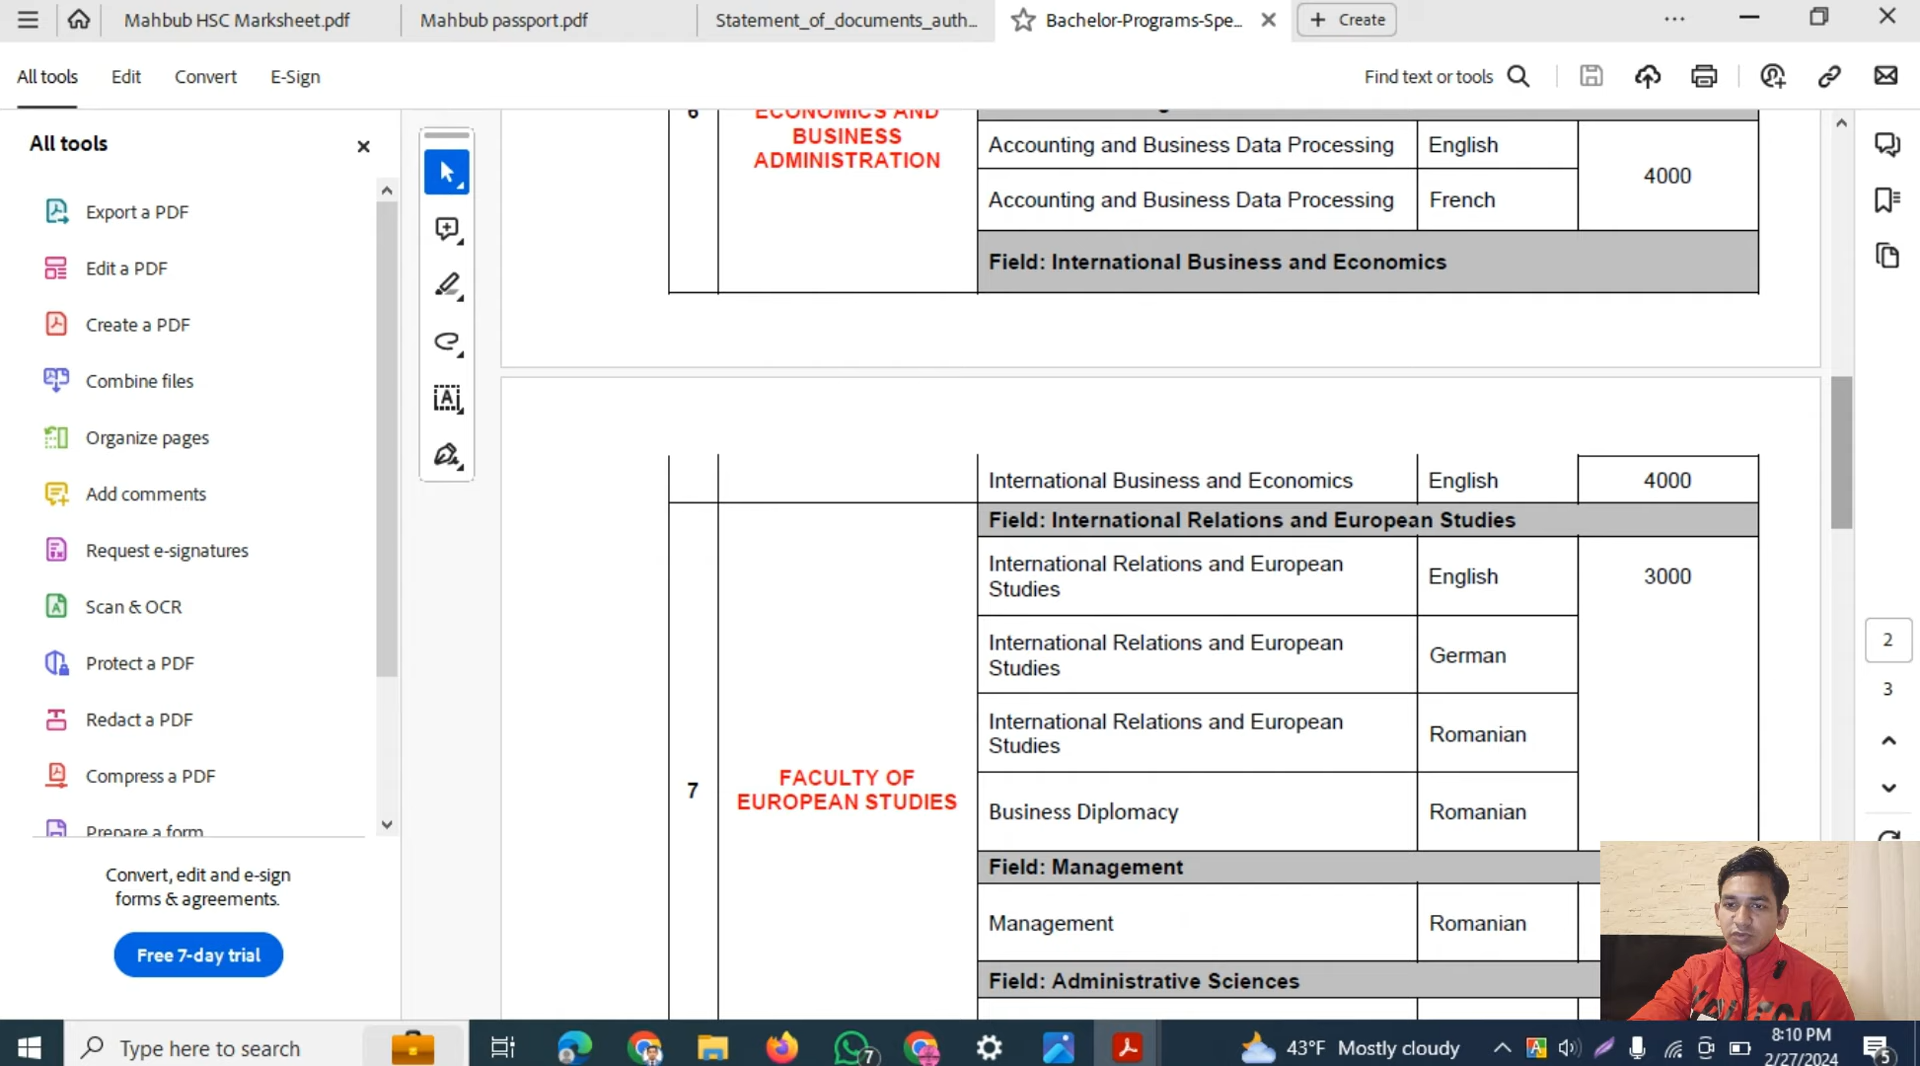 Mahbub HSC Marksheet.pdf
Mahbub passport.pdf
Statement_of_documents_auth...
Bachelor-Programs-Spe...
Create
All tools
Edit
Convert
E-Sign
Find text or tools
All tools
Export a PDF
Edit a PDF
Create a PDF
Combine files
Organize pages
Add comments
Request e-signatures
Scan & OCR
Protect a PDF
Redact a PDF
Compress a PDF
Prepare a form
Convert, edit and e-sign
forms & agreements.
Free 7-day trial
6
ECONOMICS AND
BUSINESS
ADMINISTRATION
Accounting and Business Data Processing
English
4000
Accounting and Business Data Processing
French
Field: International Business and Economics
International Business and Economics
English
4000
7
FACULTY OF
EUROPEAN STUDIES
Field: International Relations and European Studies
International Relations and European
Studies
English
3000
International Relations and European
Studies
German
International Relations and European
Studies
Romanian
Business Diplomacy
Romanian
Field: Management
Management
Romanian
Field: Administrative Sciences
2
3
Type here to search
7
43°F Mostly cloudy
8:10 PM
2/27/2024
5